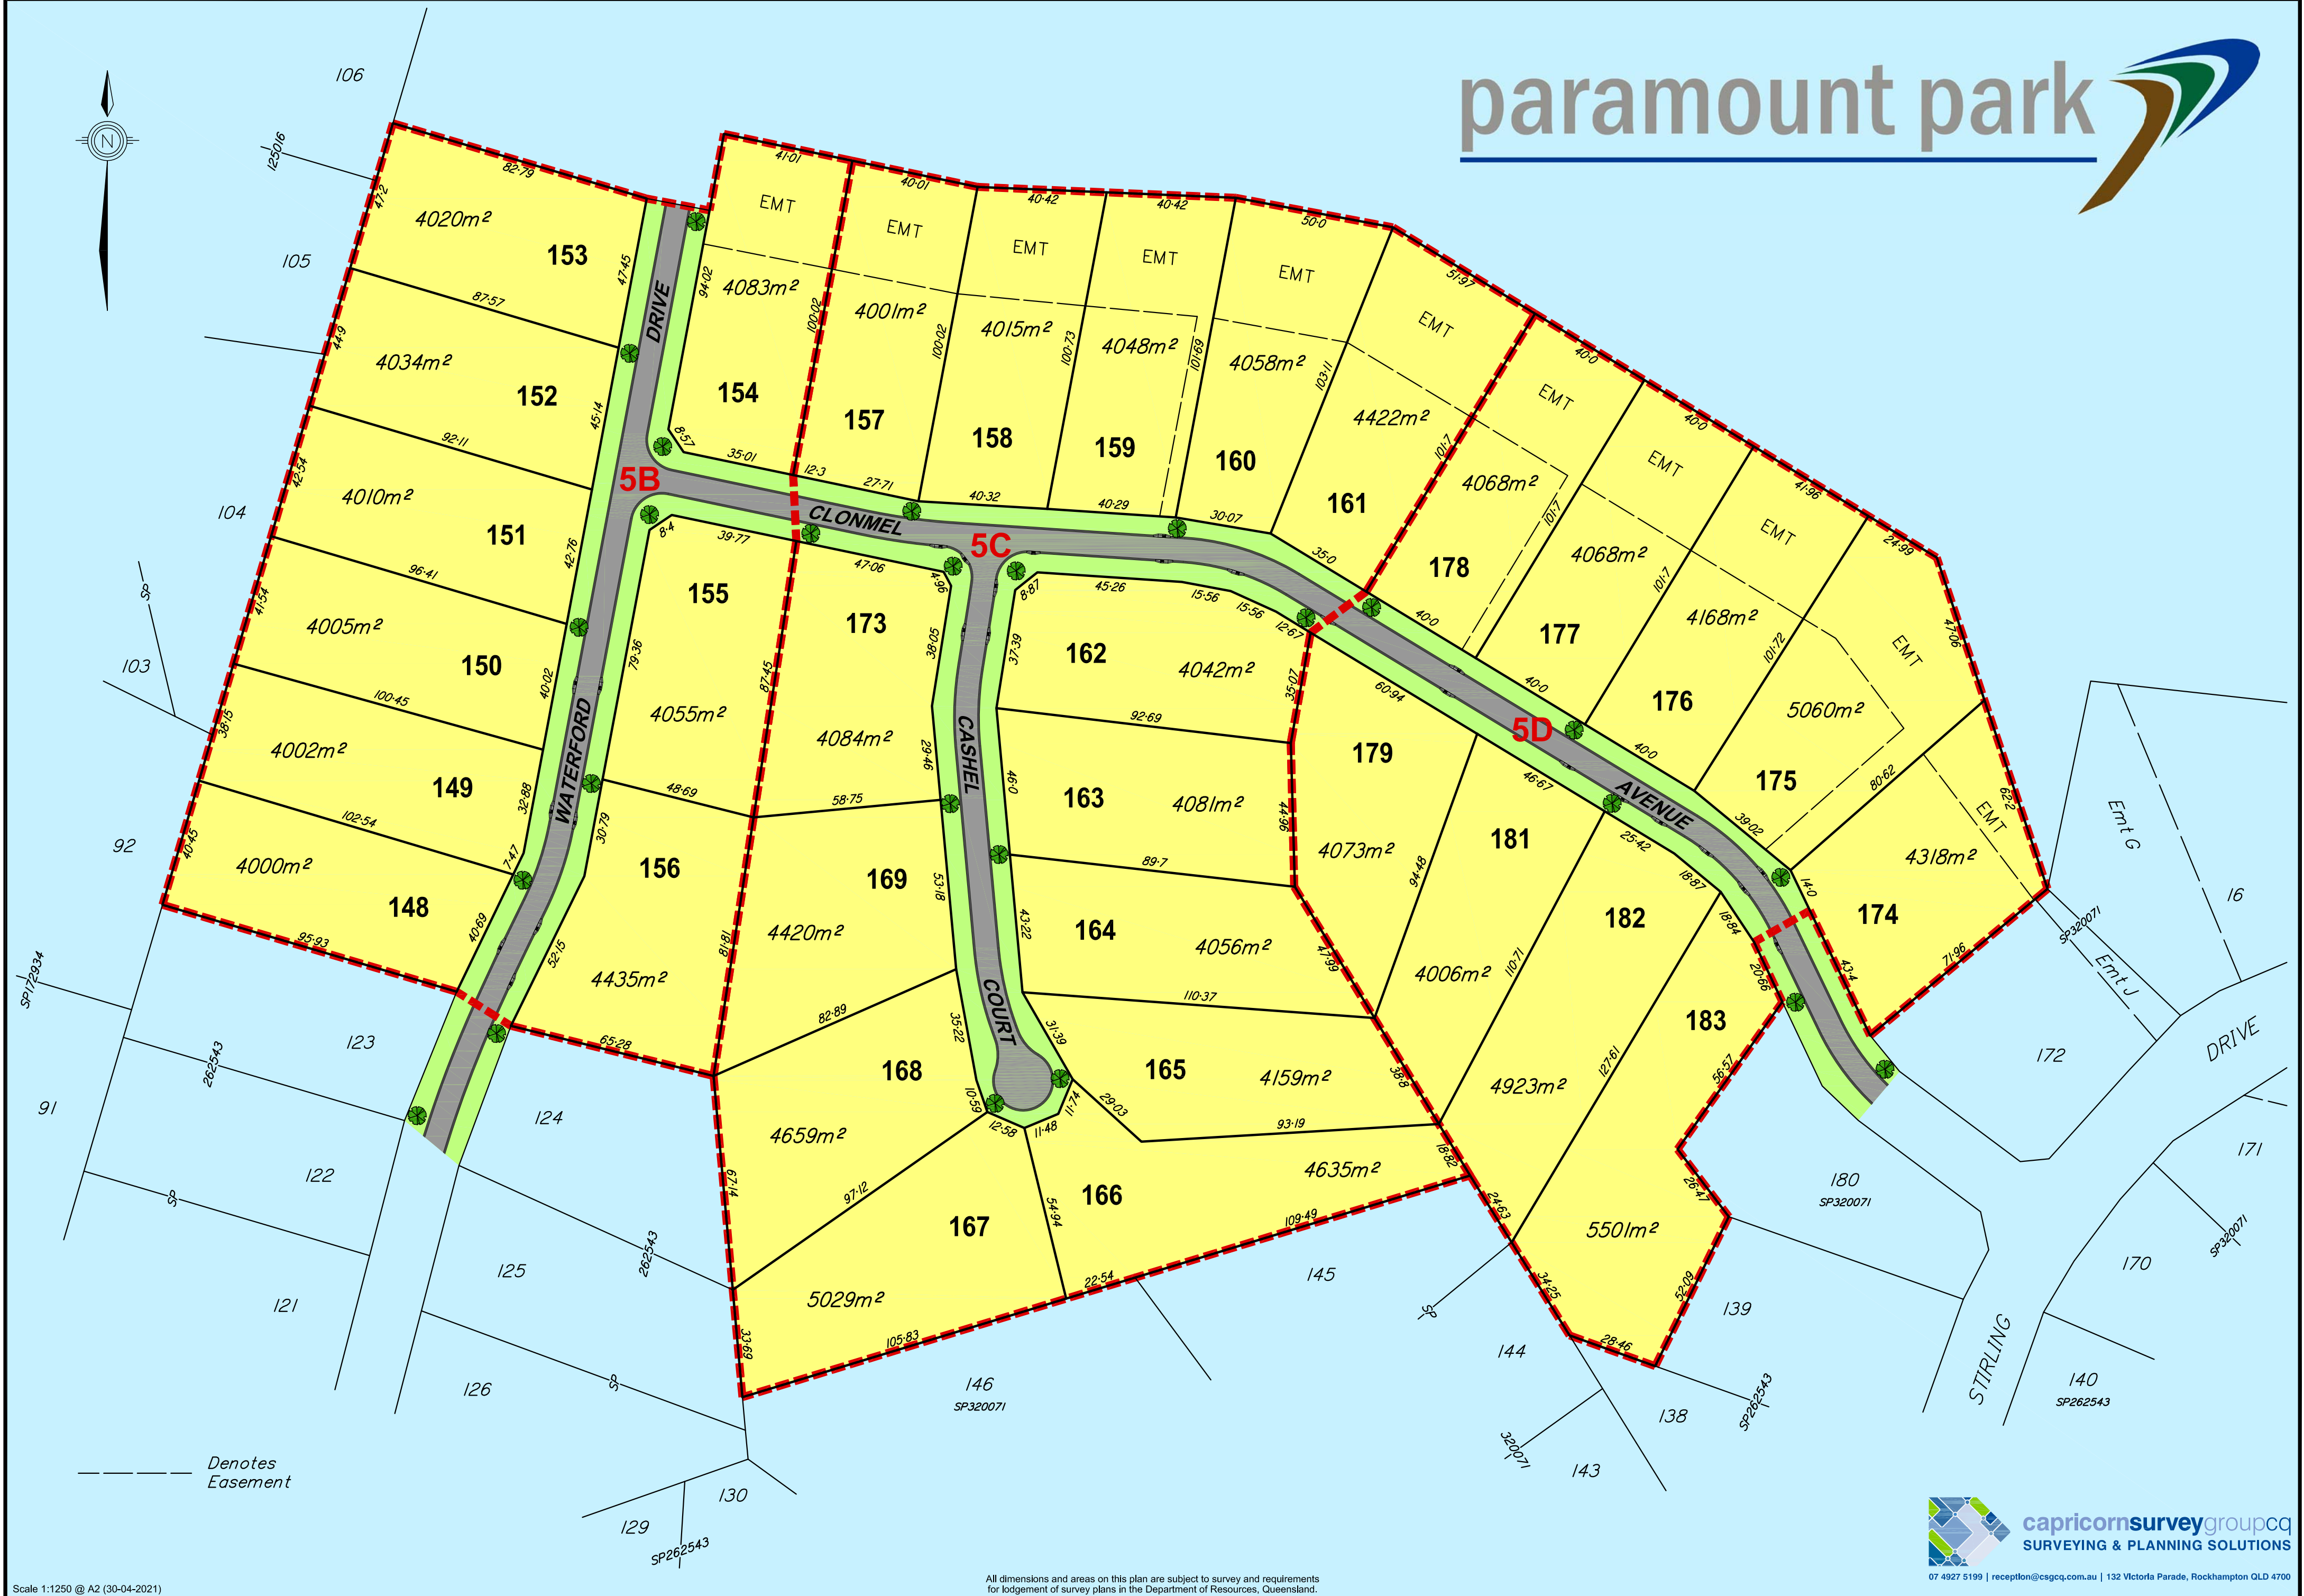 paramount park
N
106
125016
105
104
SP
103
92
SP172934
91
153
4020m²
82·79
47·2
47·45
87·57
152
4034m²
44·9
45·14
92·11
151
4010m²
42·54
42·76
96·41
150
4005m²
41·54
40·02
100·45
149
4002m²
38·15
32·88
102·54
148
4000m²
40·45
7·47
40·69
95·93
DRIVE
WATERFORD
5B
EMT
41·01
94·02
4083m²
100·02
154
8·57
35·01
8·4
39·77
155
79·36
4055m²
87·45
48·69
30·79
156
52·15
4435m²
81·81
65·28
EMT
40·01
4001m²
157
100·02
12·3
27·71
EMT
40·42
4015m²
158
100·73
40·32
EMT
40·42
4048m²
159
101·69
40·29
EMT
50·0
4058m²
160
103·11
30·07
EMT
51·97
4422m²
161
101·7
35·0
CLONMEL
5C
47·06
4·96
173
38·05
4084m²
29·46
58·75
169
53·18
4420m²
82·89
168
35·22
10·59
4659m²
67·14
97·12
12·58
167
5029m²
33·69
105·83
54·94
CASHEL
COURT
8·87
45·26
15·56
15·56
12·67
162
37·39
4042m²
35·07
92·69
163
46·0
4081m²
44·96
89·7
164
43·22
4056m²
47·99
110·37
165
31·39
4159m²
38·8
29·03
11·74
93·19
11·48
166
4635m²
18·82
22·54
109·49
EMT
40·0
4068m²
178
101·7
40·0
EMT
40·0
4068m²
177
101·7
40·0
EMT
41·96
4168m²
176
101·72
40·0
EMT
24·99
47·06
5060m²
175
39·02
80·62
EMT
62·2
4318m²
174
14·0
43·4
71·96
5D
AVENUE
60·94
179
4073m²
94·48
46·67
181
4006m²
110·71
25·42
18·87
182
4923m²
127·61
18·84
20·66
183
56·57
26·47
5501m²
24·63
34·25
28·46
52·09
Emt G
16
SP320071
Emt J
DRIVE
172
171
SP320071
170
180
SP320071
STIRLING
140
SP262543
139
SP262543
138
143
320071
144
SP
145
146
SP320071
123
262543
124
122
SP
121
125
262543
126
SP
130
129
SP262543
Denotes
Easement
Scale 1:1250 @ A2 (30-04-2021)
All dimensions and areas on this plan are subject to survey and requirements
for lodgement of survey plans in the Department of Resources, Queensland.
capricornsurveygroupcq
SURVEYING & PLANNING SOLUTIONS
07 4927 5199 | reception@csgcq.com.au | 132 Victoria Parade, Rockhampton QLD 4700